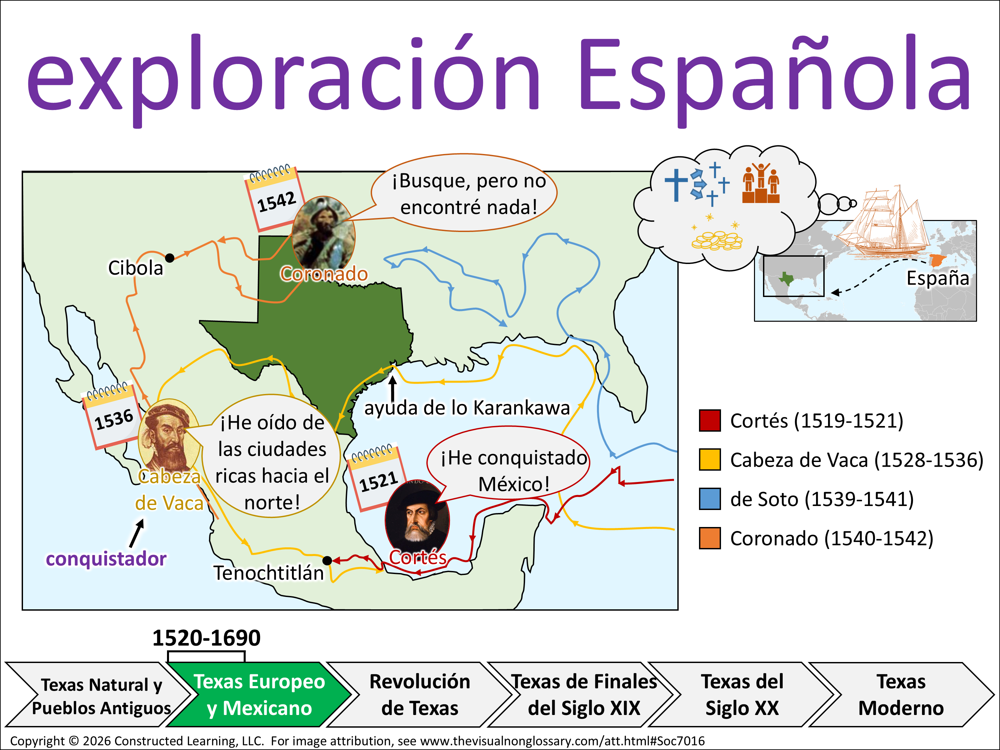 exploración Española
1542
¡Busque, pero no
encontré nada!
Coronado
Cibola
España
1536
¡He oído de
las ciudades
ricas hacia el
norte!
Cabeza
de Vaca
conquistador
ayuda de lo Karankawa
1521
¡He conquistado
México!
Cortés
Tenochtitlán
Cortés (1519-1521)
Cabeza de Vaca (1528-1536)
de Soto (1539-1541)
Coronado (1540-1542)
1520-1690
Texas Natural y
Pueblos Antiguos
Texas Europeo
y Mexicano
Revolución
de Texas
Texas de Finales
del Siglo XIX
Texas del
Siglo XX
Texas
Moderno
Copyright © 2026 Constructed Learning, LLC.  For image attribution, see www.thevisualnonglossary.com/att.html#Soc7016